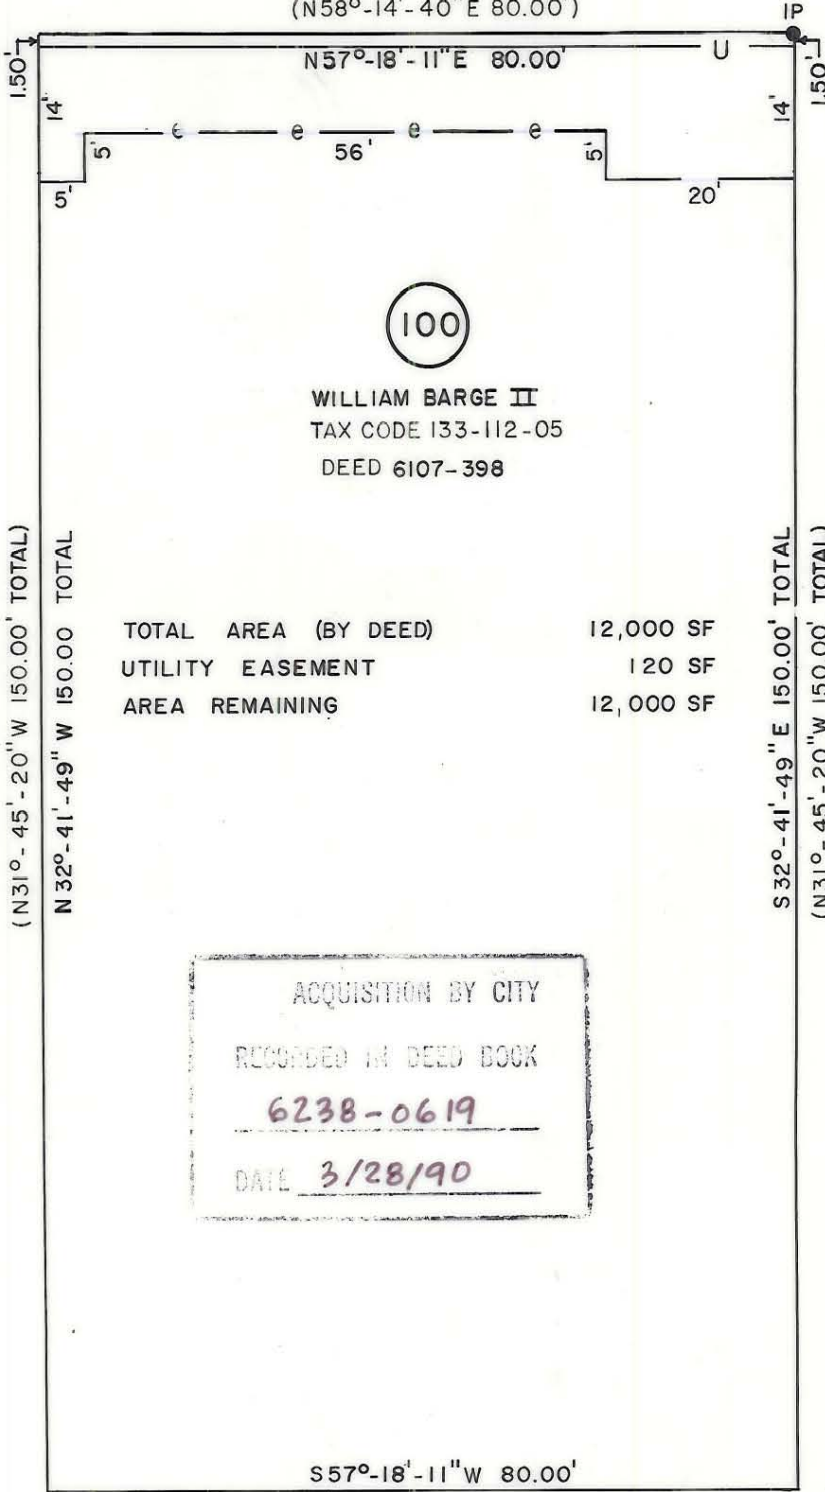 (N58°-14'-40"E 80.00')
IP
1.50'
N57°-18'-11"E 80.00'
U
1.50'
14'
14'
e e e e
5'
56'
5'
5'
20'
100
WILLIAM BARGE II
TAX CODE 133-112-05
DEED 6107-398
(N31°-45'-20"W 150.00' TOTAL)
N32°-41'-49"W 150.00 TOTAL
S32°-41'-49"E 150.00' TOTAL
(N31°-45'-20"W 150.00' TOTAL)
TOTAL AREA (BY DEED) 12,000 SF
UTILITY EASEMENT 120 SF
AREA REMAINING 12,000 SF
ACQUISITION BY CITY
RECORDED IN DEED BOOK
6238-0619
DATE 3/28/90
S57°-18'-11"W 80.00'